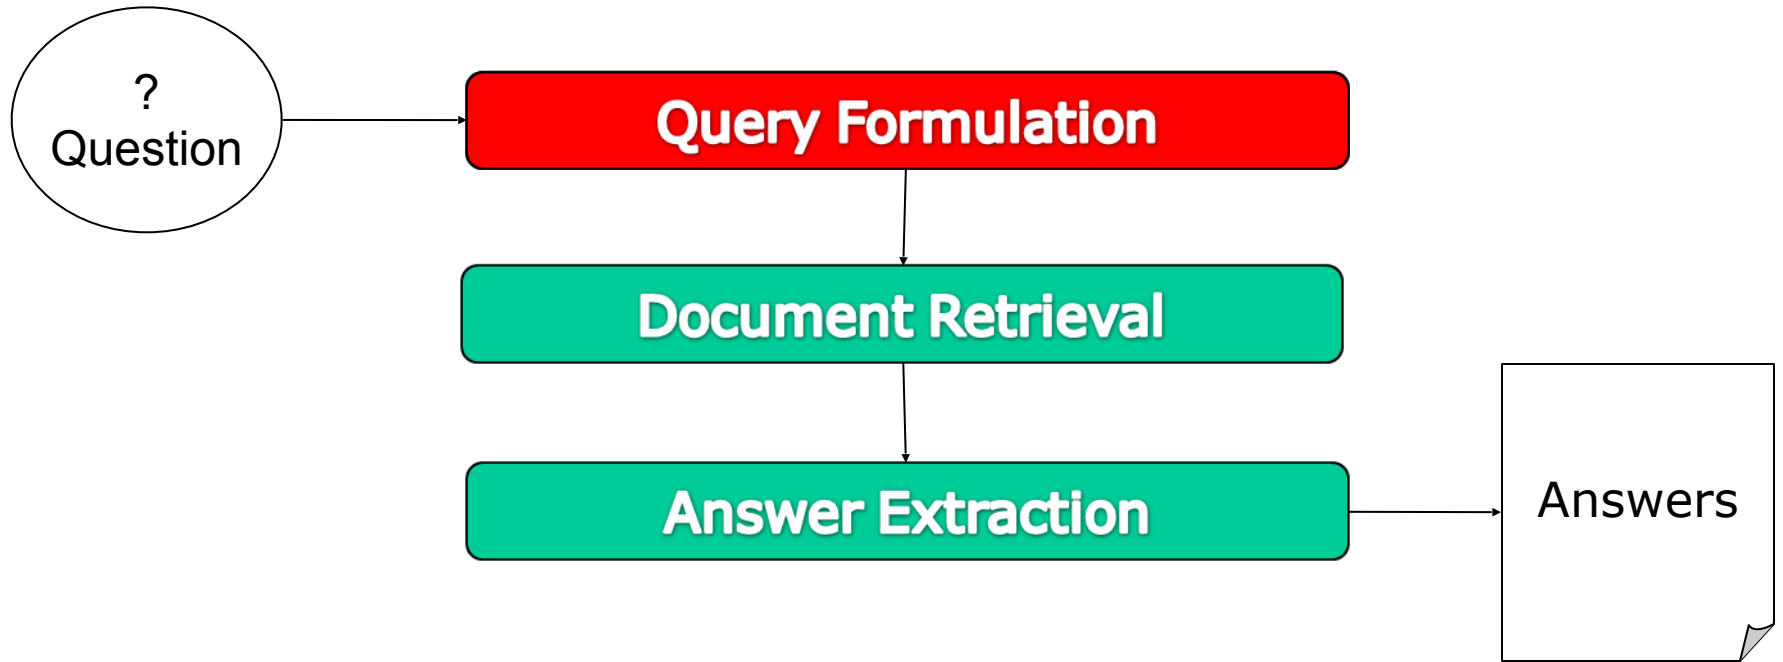 ?
Question
Query Formulation
Document Retrieval
Answer Extraction
Answers